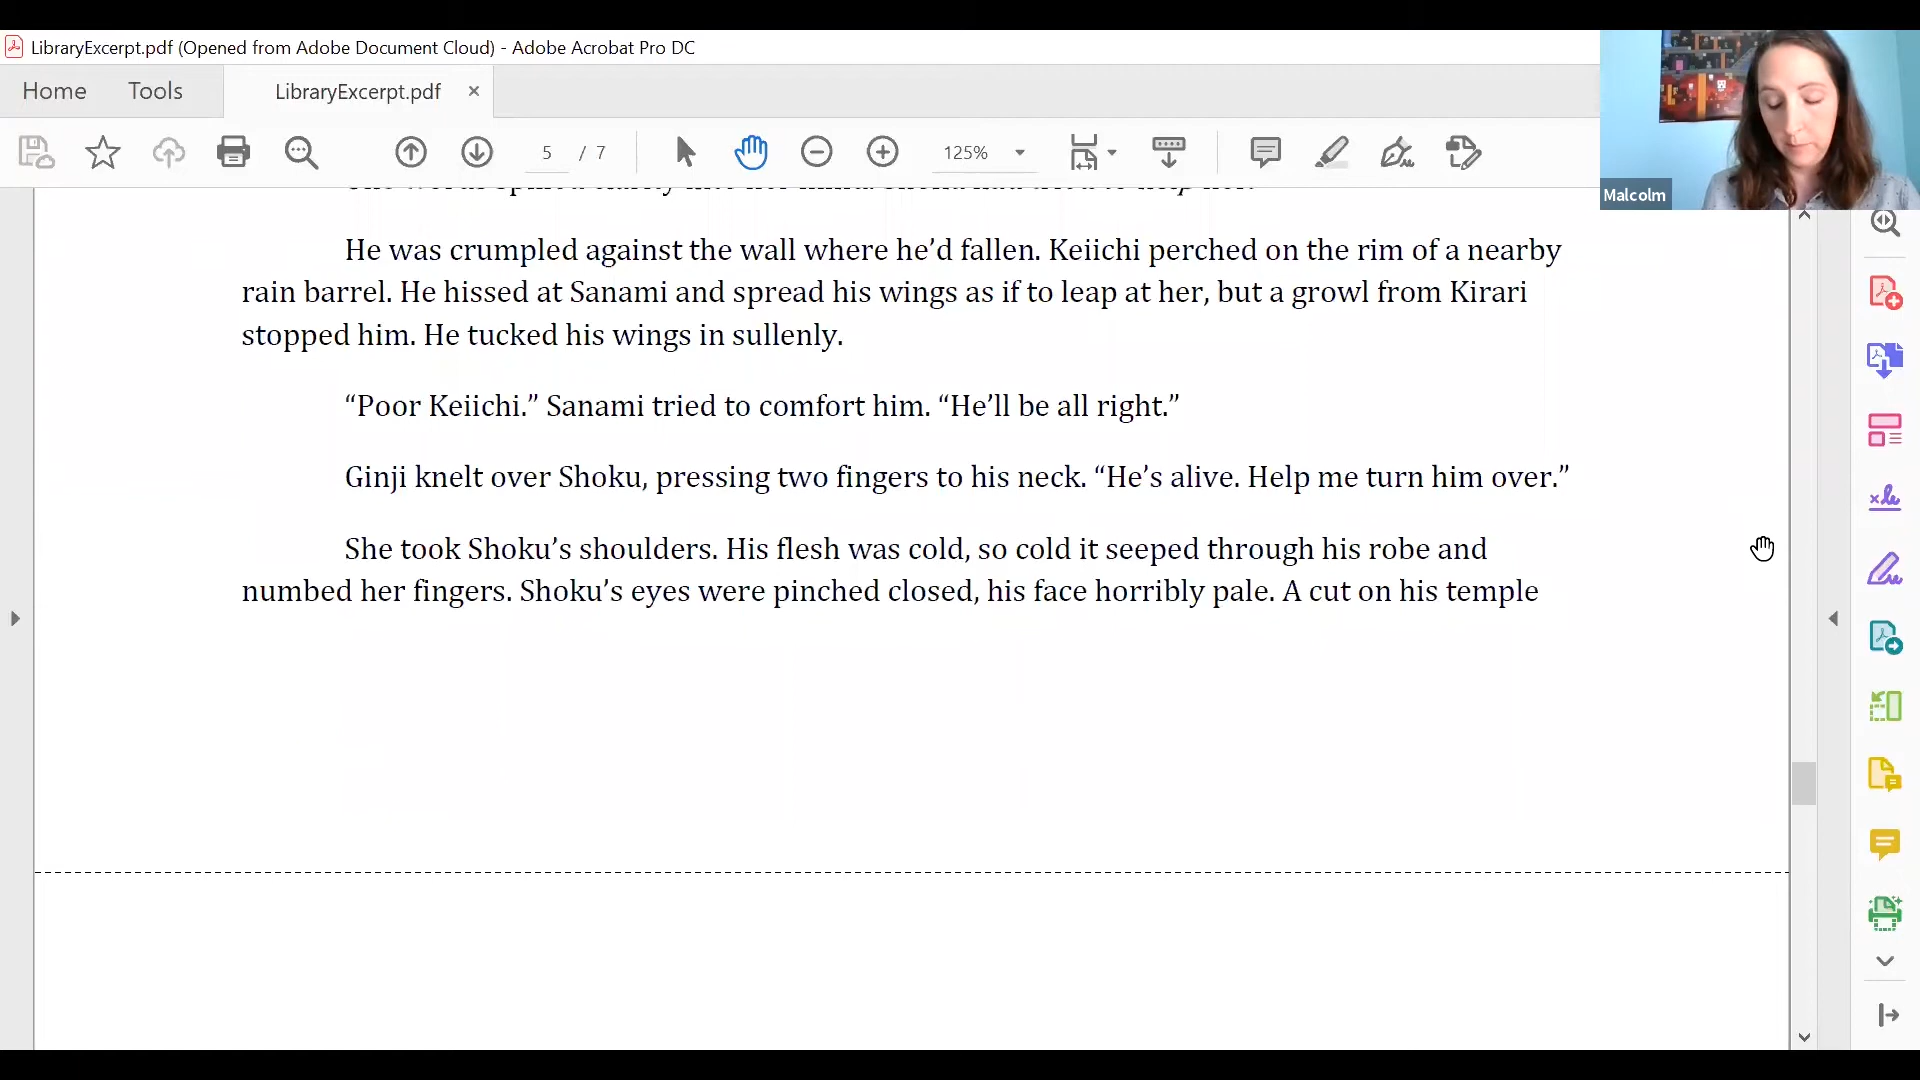 LibraryExcerpt.pdf (Opened from Adobe Document Cloud) - Adobe Acrobat Pro DC
Home Tools LibraryExcerpt.pdf ×
5 / 7 125%
Malcolm
He was crumpled against the wall where he’d fallen. Keiichi perched on the rim of a nearby
rain barrel. He hissed at Sanami and spread his wings as if to leap at her, but a growl from Kirari
stopped him. He tucked his wings in sullenly.
“Poor Keiichi.” Sanami tried to comfort him. “He’ll be all right.”
Ginji knelt over Shoku, pressing two fingers to his neck. “He’s alive. Help me turn him over.”
She took Shoku’s shoulders. His flesh was cold, so cold it seeped through his robe and
numbed her fingers. Shoku’s eyes were pinched closed, his face horribly pale. A cut on his temple